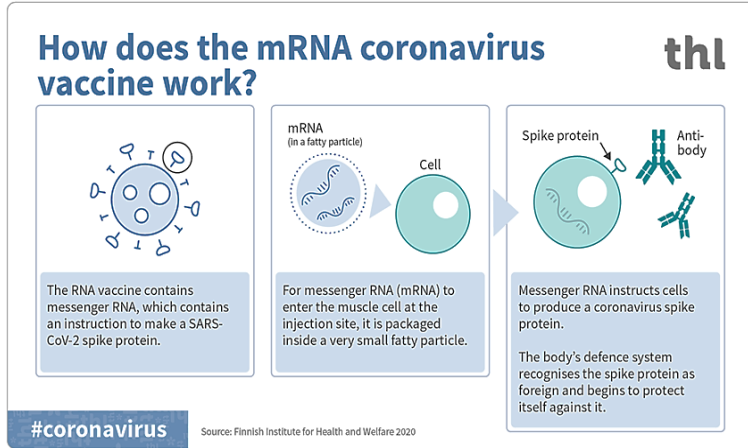 How does the mRNA coronavirus
vaccine work?
thl
mRNA
(in a fatty particle)
Cell
Spike protein
Anti-
body
The RNA vaccine contains
messenger RNA, which contains
an instruction to make a SARS-
CoV-2 spike protein.
For messenger RNA (mRNA) to
enter the muscle cell at the
injection site, it is packaged
inside a very small fatty particle.
Messenger RNA instructs cells
to produce a coronavirus spike
protein.
The body's defence system
recognises the spike protein as
foreign and begins to protect
itself against it.
#coronavirus
Source: Finnish Institute for Health and Welfare 2020